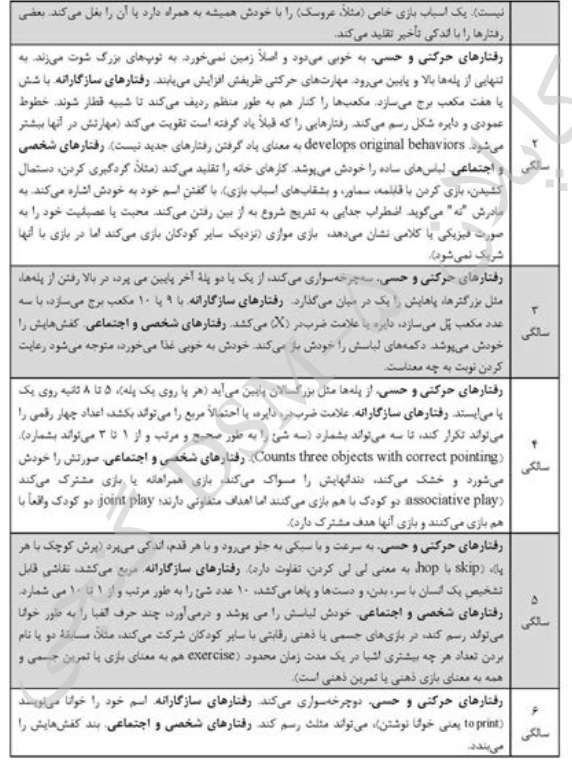 نیست). یک اسباب بازی خاص (مثلاً، عروسک) را با خودش همیشه به همراه دارد یا آن را بغل می‌کند. بعضی
رفتارها را با اندکی تأخیر تقلید می‌کند.
۲
سالگی
رفتارهای حرکتی و حسی. به خوبی می‌دود و اصلاً زمین نمی‌خورد. به توپ‌های بزرگ شوت می‌زند. به
تنهایی از پله‌ها بالا و پایین می‌رود. مهارت‌های حرکتی ظریفش افزایش می‌یابند. رفتارهای سازگارانه. با شش
یا هفت مکعب برج می‌سازد. مکعب‌ها را کنار هم به طور منظم ردیف می‌کند تا شبیه قطار شوند. خطوط
عمودی و دایره شکل رسم می‌کند. رفتارهایی را که قبلاً یاد گرفته است تقویت می‌کند (مهارتش در آنها بیشتر
می‌شود. develops original behaviors به معنای یاد گرفتن رفتارهای جدید نیست). رفتارهای شخصی
و اجتماعی. لباس‌های ساده را خودش می‌پوشد. کارهای خانه را تقلید می‌کند (مثلاً، گردگیری کردن، دستمال
کشیدن، بازی کردن با قابلمه، سماور، و بشقاب‌های اسباب بازی). با گفتن اسم خود به خودش اشاره می‌کند. به
مادرش "نه" می‌گوید. اضطراب جدایی به تدریج شروع به از بین رفتن می‌کند. محبت یا عصبانیت خود را به
صورت فیزیکی یا کلامی نشان می‌دهد، بازی موازی (نزدیک سایر کودکان بازی می‌کند اما در بازی با آنها
شریک نمی‌شود).
۳
سالگی
رفتارهای حرکتی و حسی. سه‌چرخه‌سواری می‌کند، از یک یا دو پلهٔ آخر پایین می پرد، در بالا رفتن از پله‌ها،
مثل بزرگترها، پاهایش را یک در میان می‌گذارد. رفتارهای سازگارانه. با ۹ یا ۱۰ مکعب برج می‌سازد، با سه
عدد مکعب پُل می‌سازد، دایره یا علامت ضربدر (X) می‌کشد. رفتارهای شخصی و اجتماعی. کفش‌هایش را
خودش می‌پوشد. دکمه‌های لباسش را خودش باز می‌کند. خودش به خوبی غذا می‌خورد، متوجه می‌شود رعایت
کردن نوبت به چه معناست.
۴
سالگی
رفتارهای حرکتی و حسی. از پله‌ها مثل بزرگسالان پایین می‌آید (هر پا روی یک پله)، ۵ تا ۸ ثانیه روی یک
پا می‌ایستد. رفتارهای سازگارانه. علامت ضربدر، دایره، یا احتمالاً مربع را می‌تواند بکشد، اعداد چهار رقمی را
می‌تواند تکرار کند، تا سه می‌تواند بشمارد (سه شئ را به طور صحیح و مرتب و از ۱ تا ۳ می‌تواند بشمارد).
(Counts three objects with correct pointing). رفتارهای شخصی و اجتماعی. صورتش را خودش
می‌شورد و خشک می‌کند، دندانهایش را مسواک می‌کند، بازی همراهانه یا بازی مشترک می‌کند
(associative play: دو کودک با هم بازی می‌کنند اما اهداف متفاوتی دارند؛ joint play: دو کودک واقعاً با
هم بازی می‌کنند و بازی آنها هدف مشترک دارد).
۵
سالگی
رفتارهای حرکتی و حسی. به سرعت و با سبکی به جلو می‌رود و با هر قدم، اندکی می‌پرد (پرش کوچک با هر
پا)، (skip با hop، به معنی لی لی کردن، تفاوت دارد). رفتارهای سازگارانه. مربع می‌کشد، نقاشی قابل
تشخیص یک انسان با سر، بدن، و دست‌ها و پاها می‌کشد، ۱۰ عدد شئ را به طور مرتب و از ۱ تا ۱۰ می شمارد.
رفتارهای شخصی و اجتماعی. خودش لباسش را می پوشد و درمی‌آورد، چند حرف الفبا را به طور خوانا
می‌تواند رسم کند، در بازی‌های جسمی یا ذهنی رقابتی با سایر کودکان شرکت می‌کند، مثلاً، مسابقهٔ دو یا نام
بردن تعداد هر چه بیشتری اشیا در یک مدت زمان محدود. (exercise هم به معنای بازی یا تمرین جسمی و
همه به معنای بازی ذهنی یا تمرین ذهنی است).
۶
سالگی
رفتارهای حرکتی و حسی. دوچرخه‌سواری می‌کند. رفتارهای سازگارانه. اسم خود را خوانا می‌نویسد
(to print یعنی خوانا نوشتن)، می‌تواند مثلث رسم کند. رفتارهای شخصی و اجتماعی. بند کفش‌هایش را
می‌بندد.